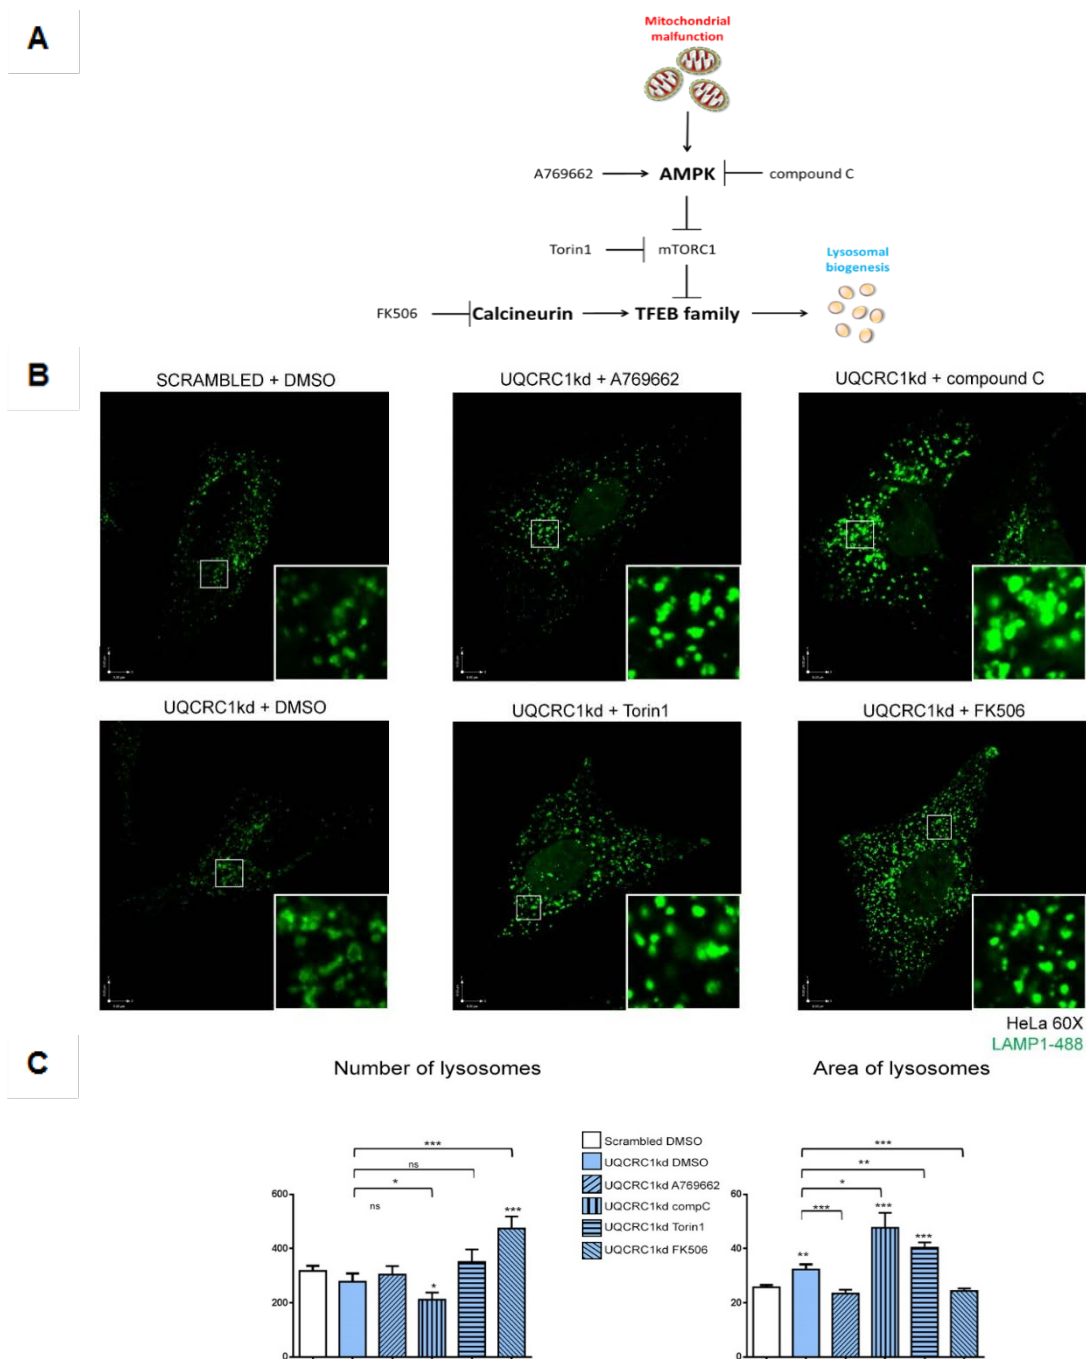 A
Mitochondrial
malfunction
A769662
AMPK
compound C
Torin1
mTORC1
Lysosomal
biogenesis
FK506
Calcineurin
TFEB family
B
SCRAMBLED + DMSO
UQCRC1kd + A769662
UQCRC1kd + compound C
UQCRC1kd + DMSO
UQCRC1kd + Torin1
UQCRC1kd + FK506
HeLa 60X
LAMP1-488
C
Number of lysosomes
Area of lysosomes
***
ns
*
ns
***
*
600
400
200
0
Scrambled DMSO
UQCRC1kd DMSO
UQCRC1kd A769662
UQCRC1kd compC
UQCRC1kd Torin1
UQCRC1kd FK506
***
**
*
***
***
**
***
60
40
20
0